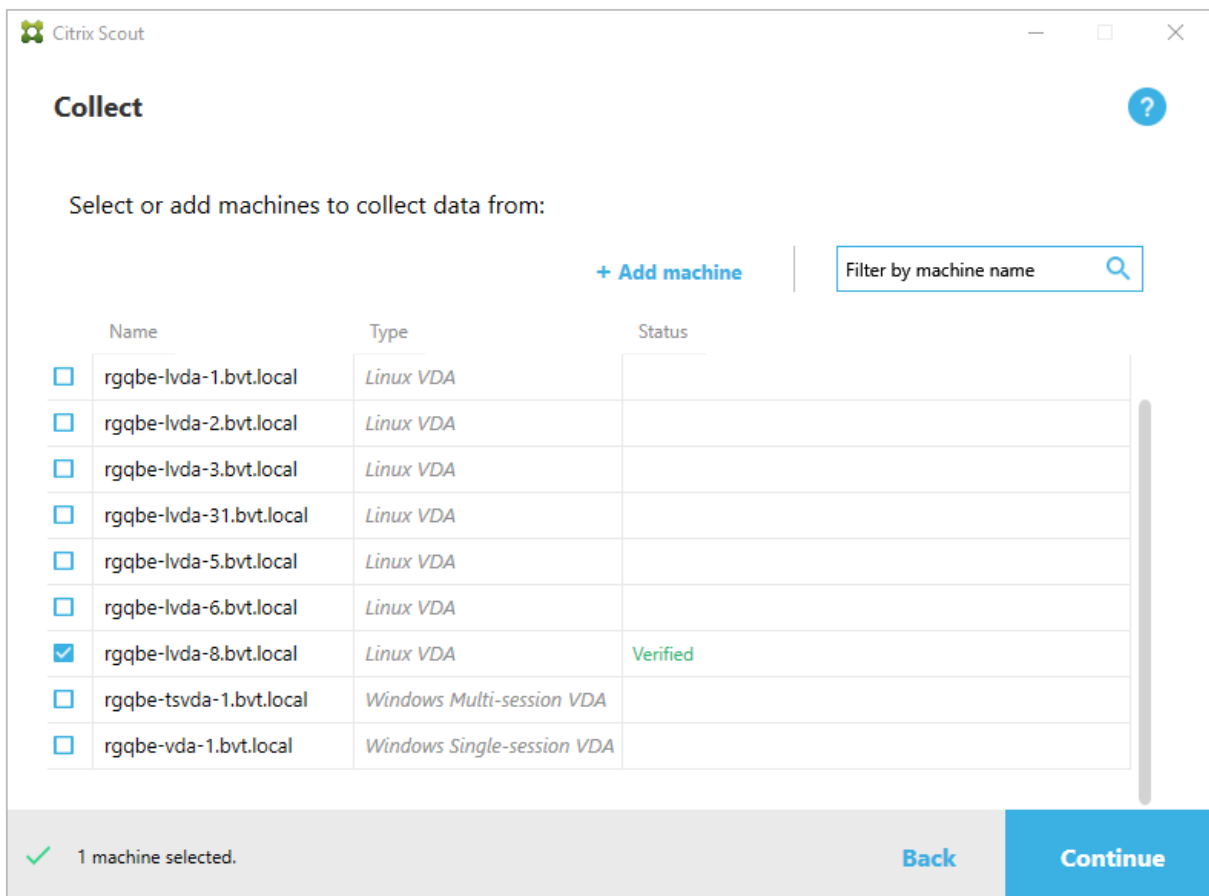 Citrix Scout
Collect
?
Select or add machines to collect data from:
+ Add machine
Filter by machine name
Name Type Status
rgqbe-lvda-1.bvt.local Linux VDA
rgqbe-lvda-2.bvt.local Linux VDA
rgqbe-lvda-3.bvt.local Linux VDA
rgqbe-lvda-31.bvt.local Linux VDA
rgqbe-lvda-5.bvt.local Linux VDA
rgqbe-lvda-6.bvt.local Linux VDA
rgqbe-lvda-8.bvt.local Linux VDA Verified
rgqbe-tsvda-1.bvt.local Windows Multi-session VDA
rgqbe-vda-1.bvt.local Windows Single-session VDA
1 machine selected.
Back
Continue